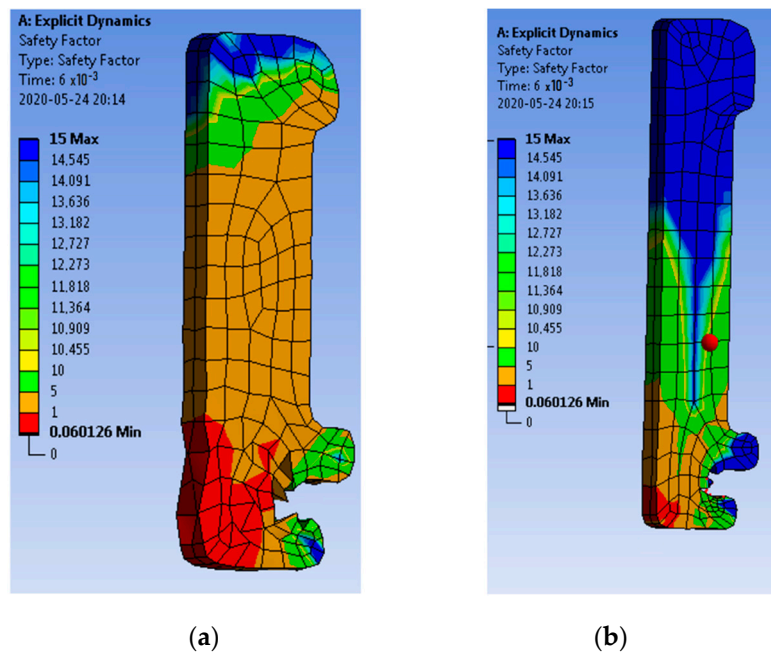 A: Explicit Dynamics
Safety Factor
Type: Safety Factor
Time: 6 x10⁻³
2020-05-24 20:14
15 Max
14.545
14.091
13.636
13.182
12.727
12.273
11.818
11.364
10.909
10.455
10
5
1
0.060126 Min
0
(a)
A: Explicit Dynamics
Safety Factor
Type: Safety Factor
Time: 6 x10⁻³
2020-05-24 20:15
15 Max
14.545
14.091
13.636
13.182
12.727
12.273
11.818
11.364
10.909
10.455
10
5
1
0.060126 Min
0
(b)